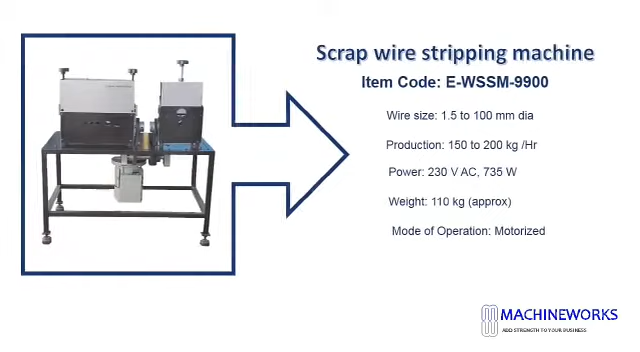 Scrap wire stripping machine
Item Code: E-WSSM-9900
Wire size: 1.5 to 100 mm dia
Production: 150 to 200 kg /Hr
Power: 230 V AC, 735 W
Weight: 110 kg (approx)
Mode of Operation: Motorized
MACHINEWORKS
ADD STRENGTH TO YOUR BUSINESS